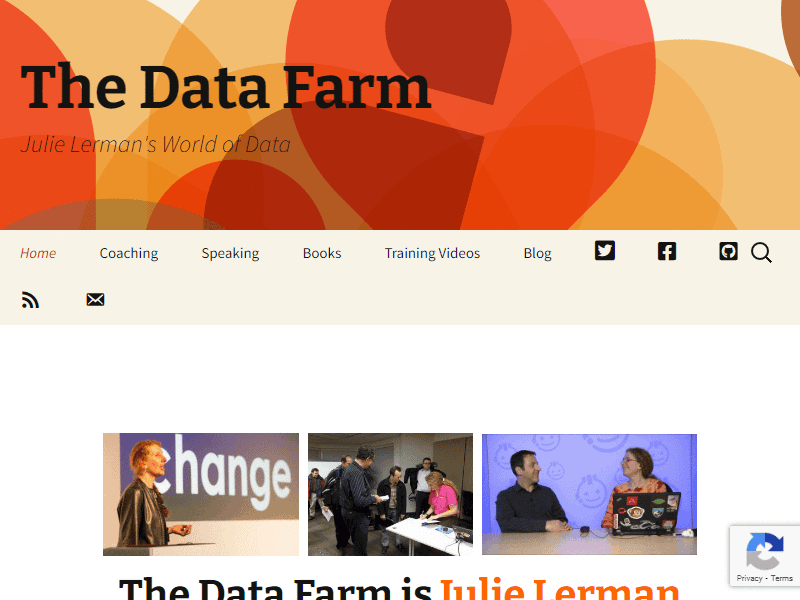 The Data Farm
Julie Lerman's World of Data
Home Coaching Speaking Books Training Videos Blog
change
The Data Farm is Julie Lerman
Privacy - Terms